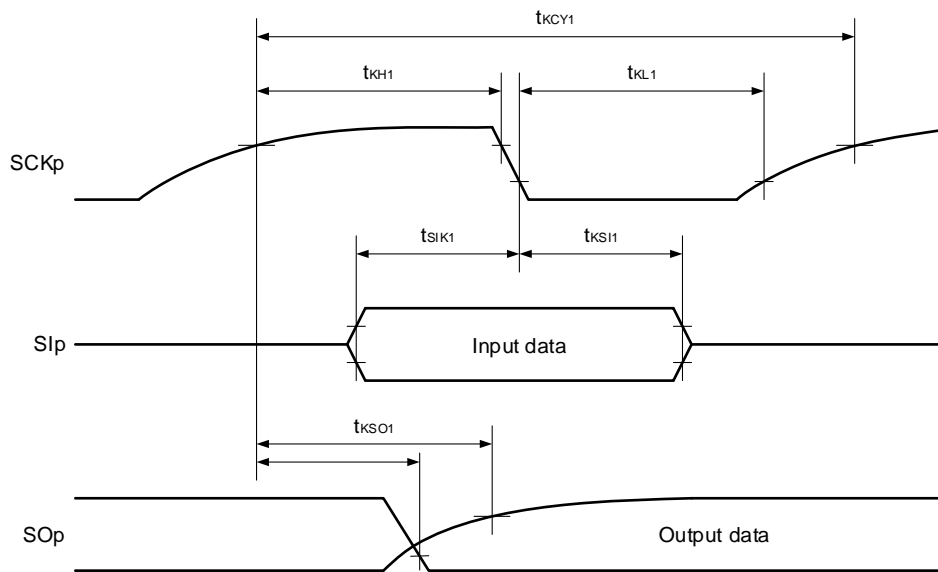 tKCY1
tKH1
tKL1
SCKp
tSIK1
tKSI1
SIp
Input data
tKSO1
SOp
Output data